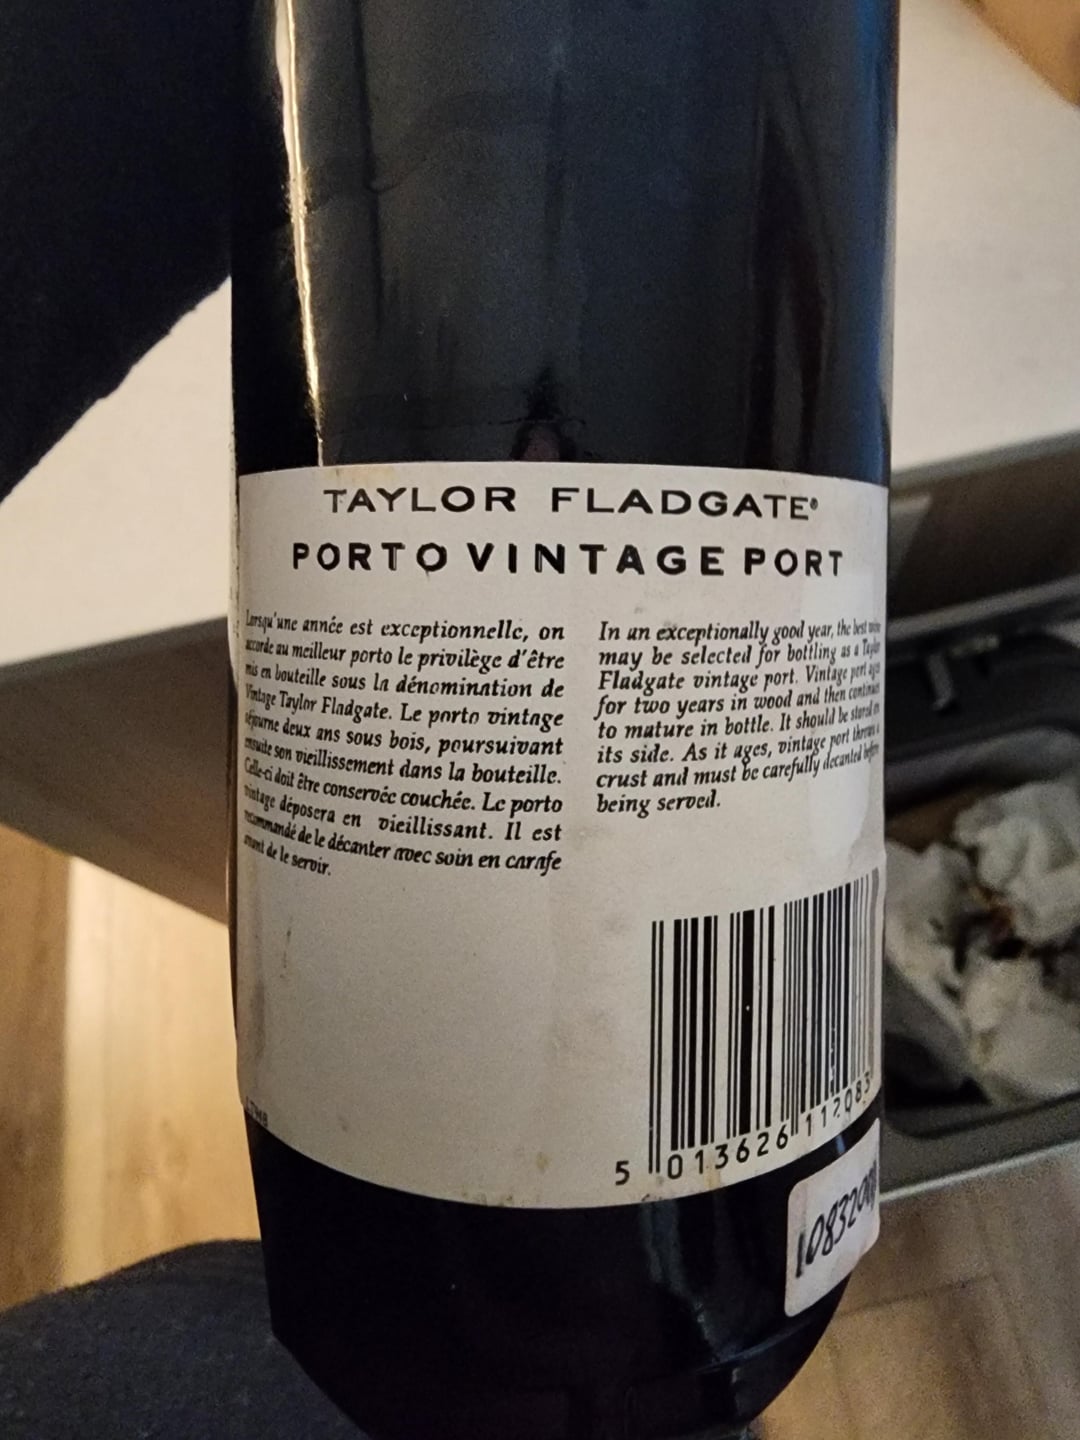 TAYLOR FLADGATE®
PORTO VINTAGE PORT
Lorsqu'une année est exceptionnelle, on
accorde au meilleur porto le privilège d'être
mis en bouteille sous la dénomination de
Vintage Taylor Fladgate. Le porto vintage
séjourne deux ans sous bois, poursuivant
ensuite son vieillissement dans la bouteille.
Celle-ci doit être conservée couchée. Le porto
vintage déposera en vieillissant. Il est
recommandé de le décanter avec soin en carafe
avant de le servir.
In an exceptionally good year, the best wine
may be selected for bottling as a Taylor
Fladgate vintage port. Vintage port ages
for two years in wood and then continues
to mature in bottle. It should be stored on
its side. As it ages, vintage port throws a
crust and must be carefully decanted before
being served.
5 013626 112083